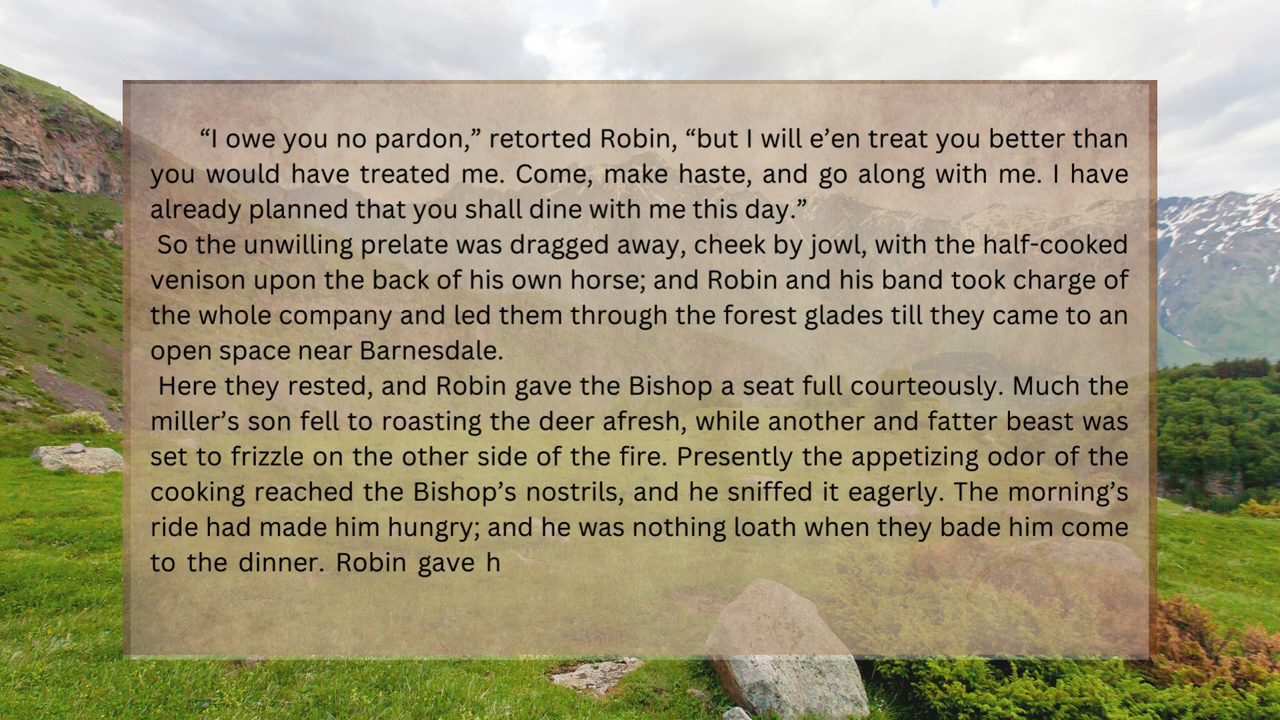 “I owe you no pardon,” retorted Robin, “but I will e’en treat you better than
you would have treated me. Come, make haste, and go along with me. I have
already planned that you shall dine with me this day.”
So the unwilling prelate was dragged away, cheek by jowl, with the half-cooked
venison upon the back of his own horse; and Robin and his band took charge of
the whole company and led them through the forest glades till they came to an
open space near Barnesdale.
Here they rested, and Robin gave the Bishop a seat full courteously. Much the
miller’s son fell to roasting the deer afresh, while another and fatter beast was
set to frizzle on the other side of the fire. Presently the appetizing odor of the
cooking reached the Bishop’s nostrils, and he sniffed it eagerly. The morning’s
ride had made him hungry; and he was nothing loath when they bade him come
to the dinner. Robin gave h